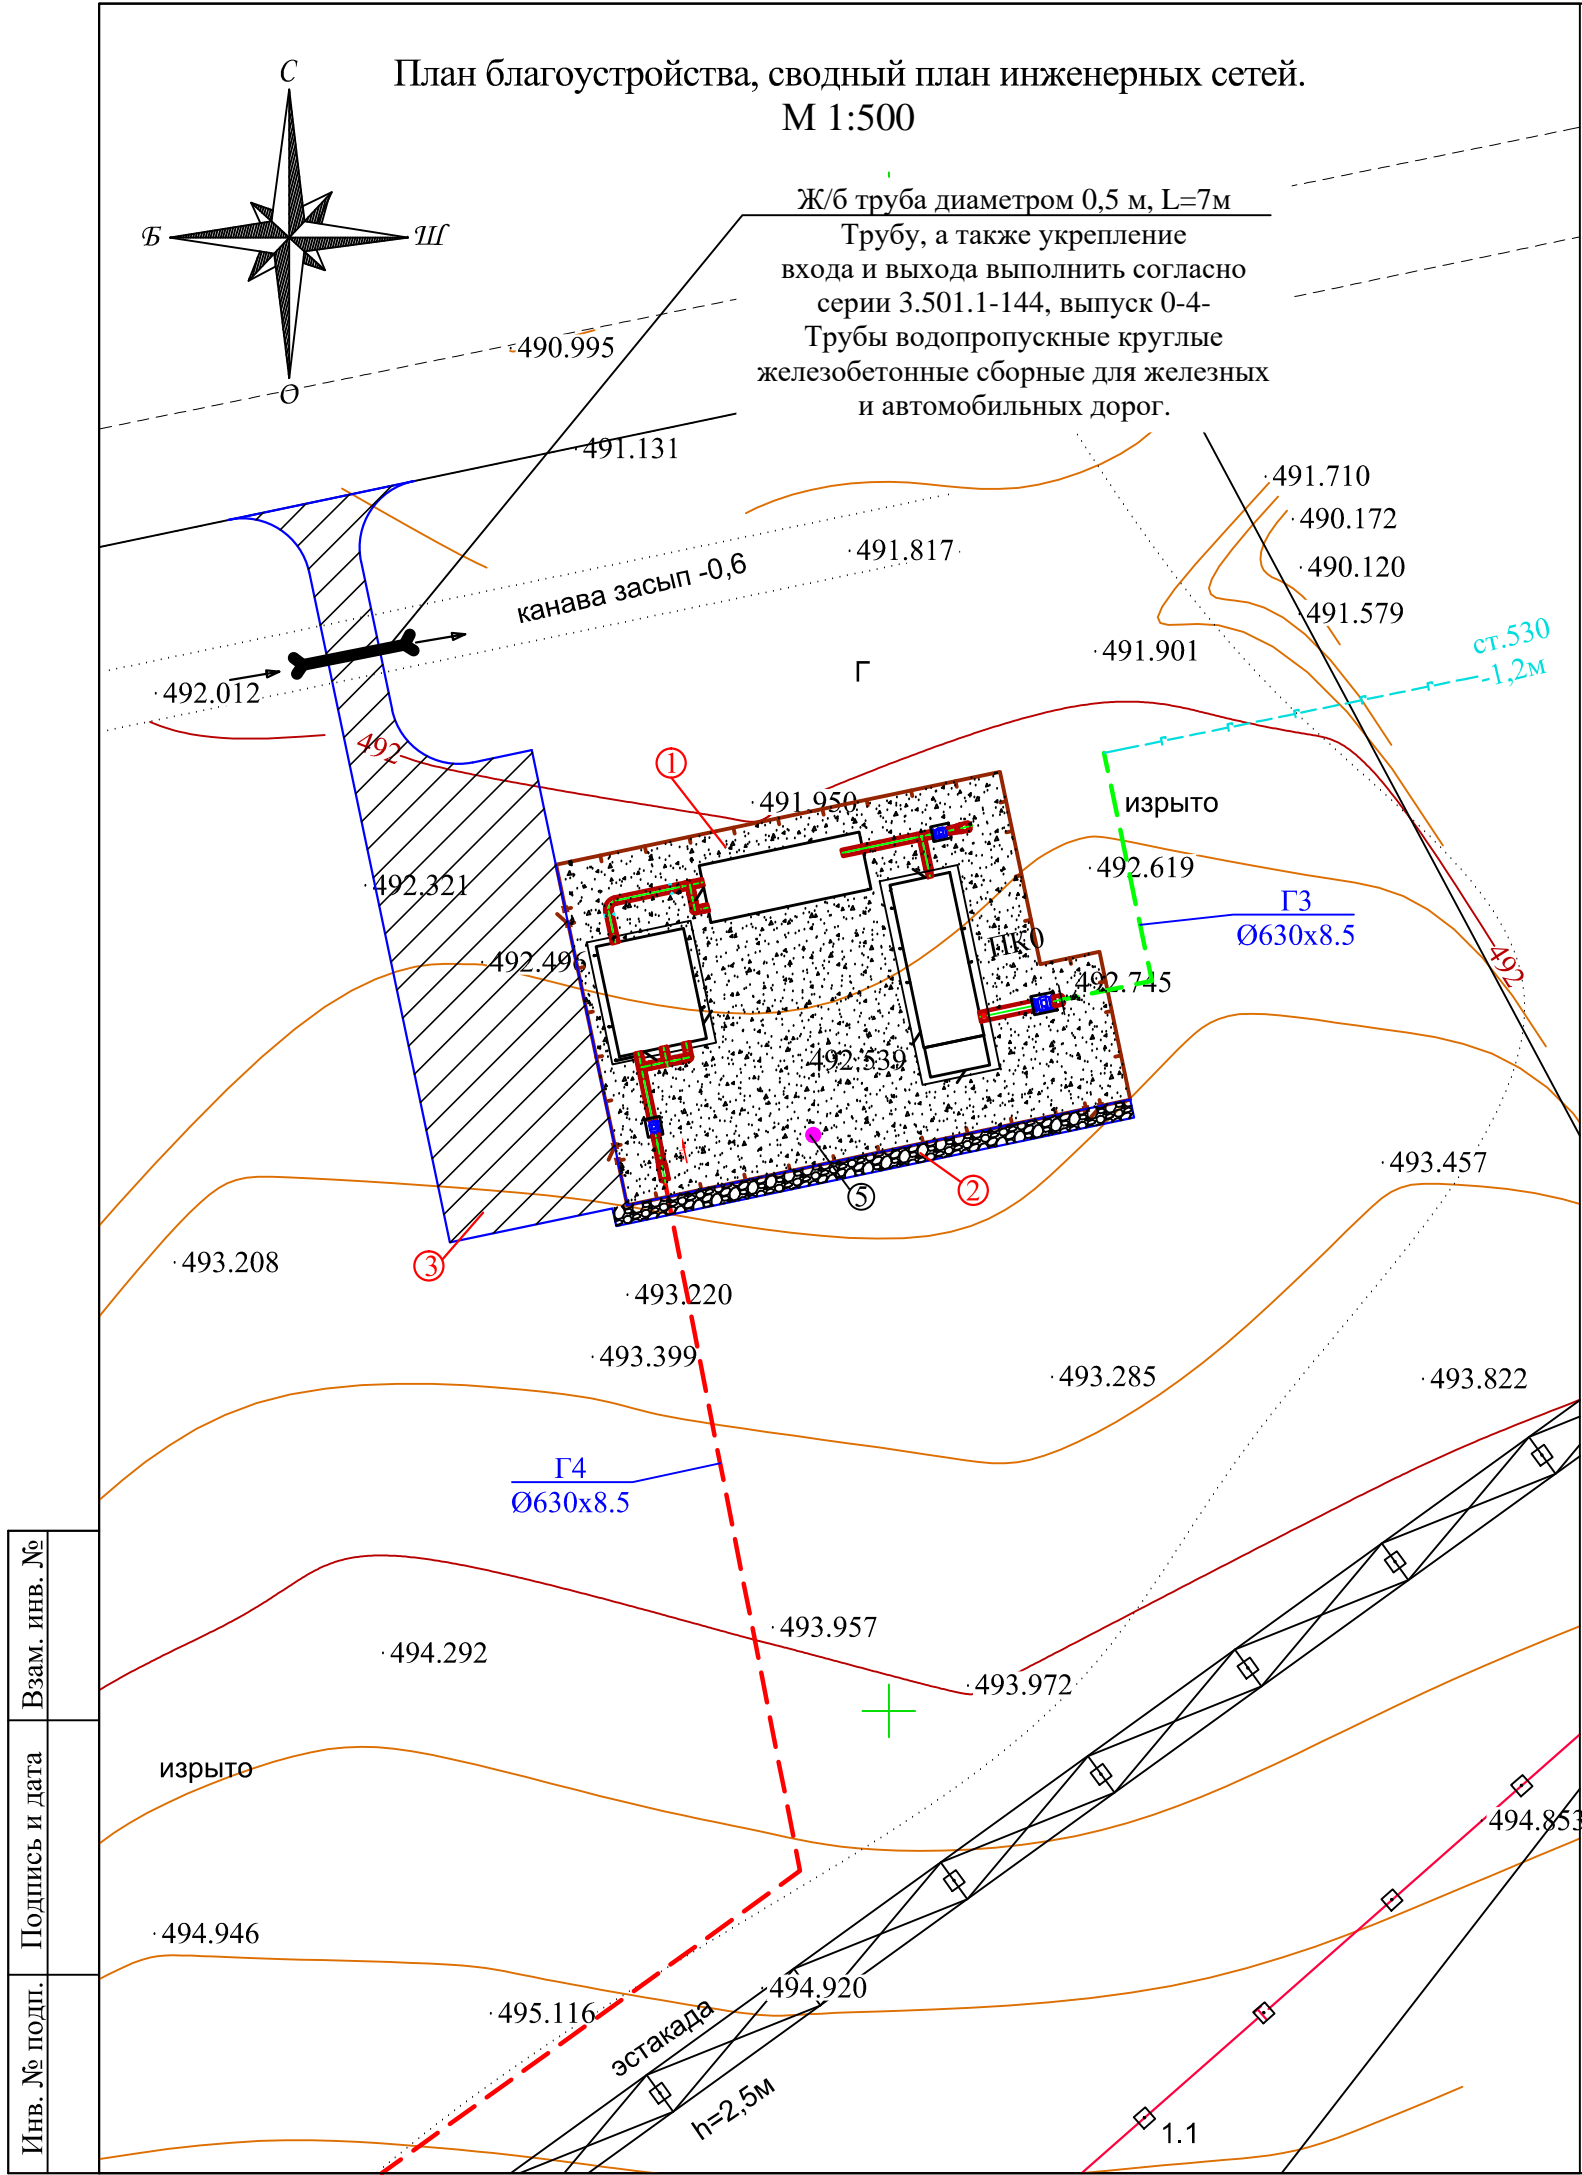 План благоустройства, сводный план инженерных сетей.
М 1:500
С
Б
Ш
О
Ж/б труба диаметром 0,5 м, L=7м
Трубу, а также укрепление
входа и выхода выполнить согласно
серии 3.501.1-144, выпуск 0-4-
Трубы водопропускные круглые
железобетонные сборные для железных
и автомобильных дорог.
490.995
491.131
491.710
490.172
491.817
490.120
канава засып -0,6
491.579
ст.530
-1,2м
491.901
Г
492.012
492
1
491.950
изрыто
492.321
492.619
Г3
Ø630х8.5
ПК0
492.496
492
492.745
492.539
493.457
5
2
493.208
3
493.220
493.399
493.285
493.822
Г4
Ø630х8.5
493.957
494.292
493.972
изрыто
494.853
494.946
494.920
495.116
эстакада
h=2,5м
1.1
Взам. инв. №
Подпись и дата
Инв. № подп.